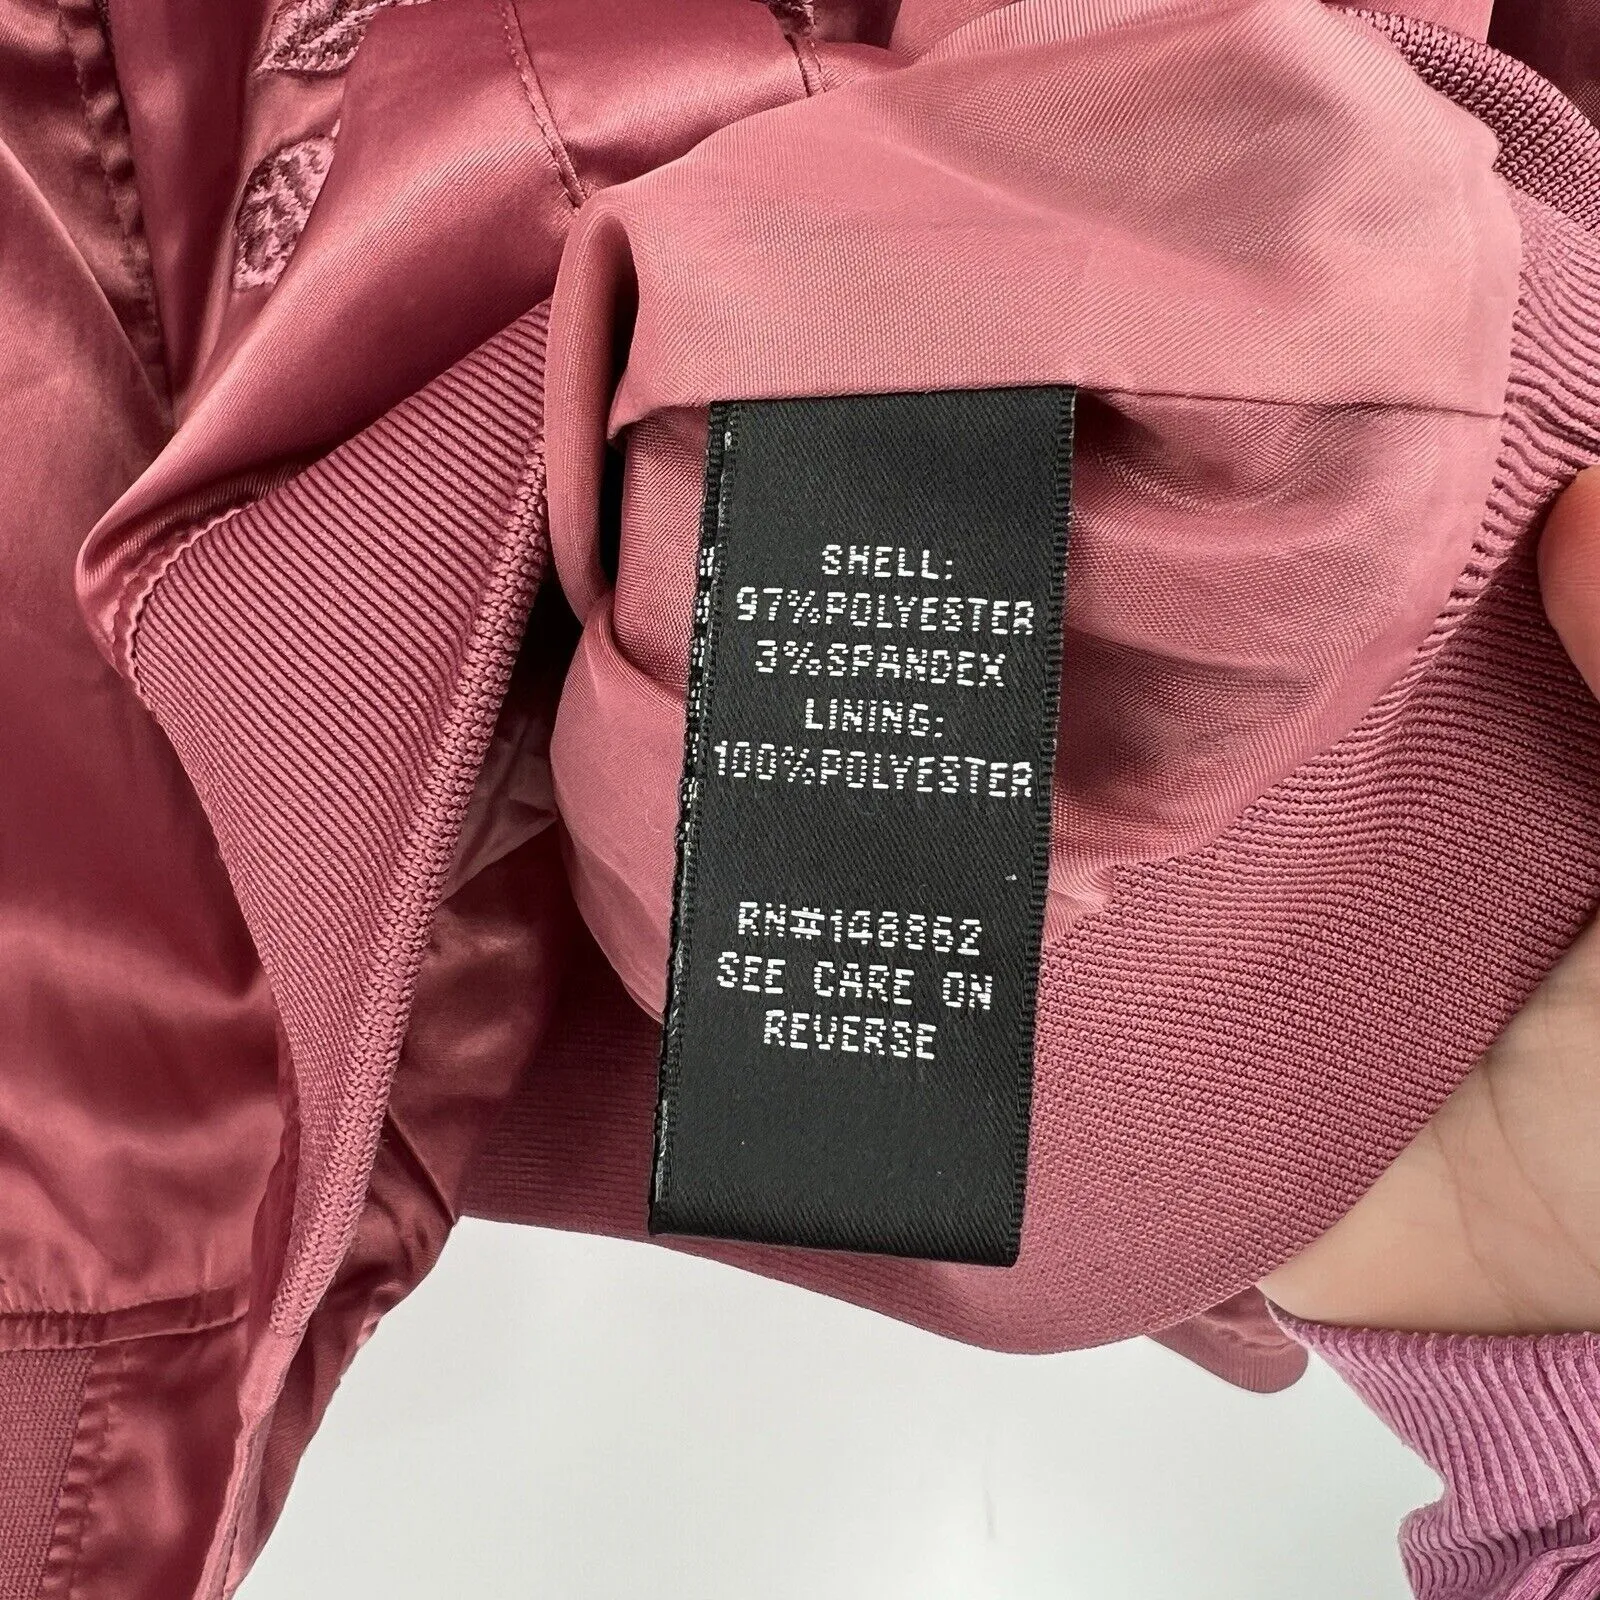 SHELL:
97%POLYESTER
3%SPANDEX
LINING:
100%POLYESTER
RN#148862
SEE CARE ON
REVERSE